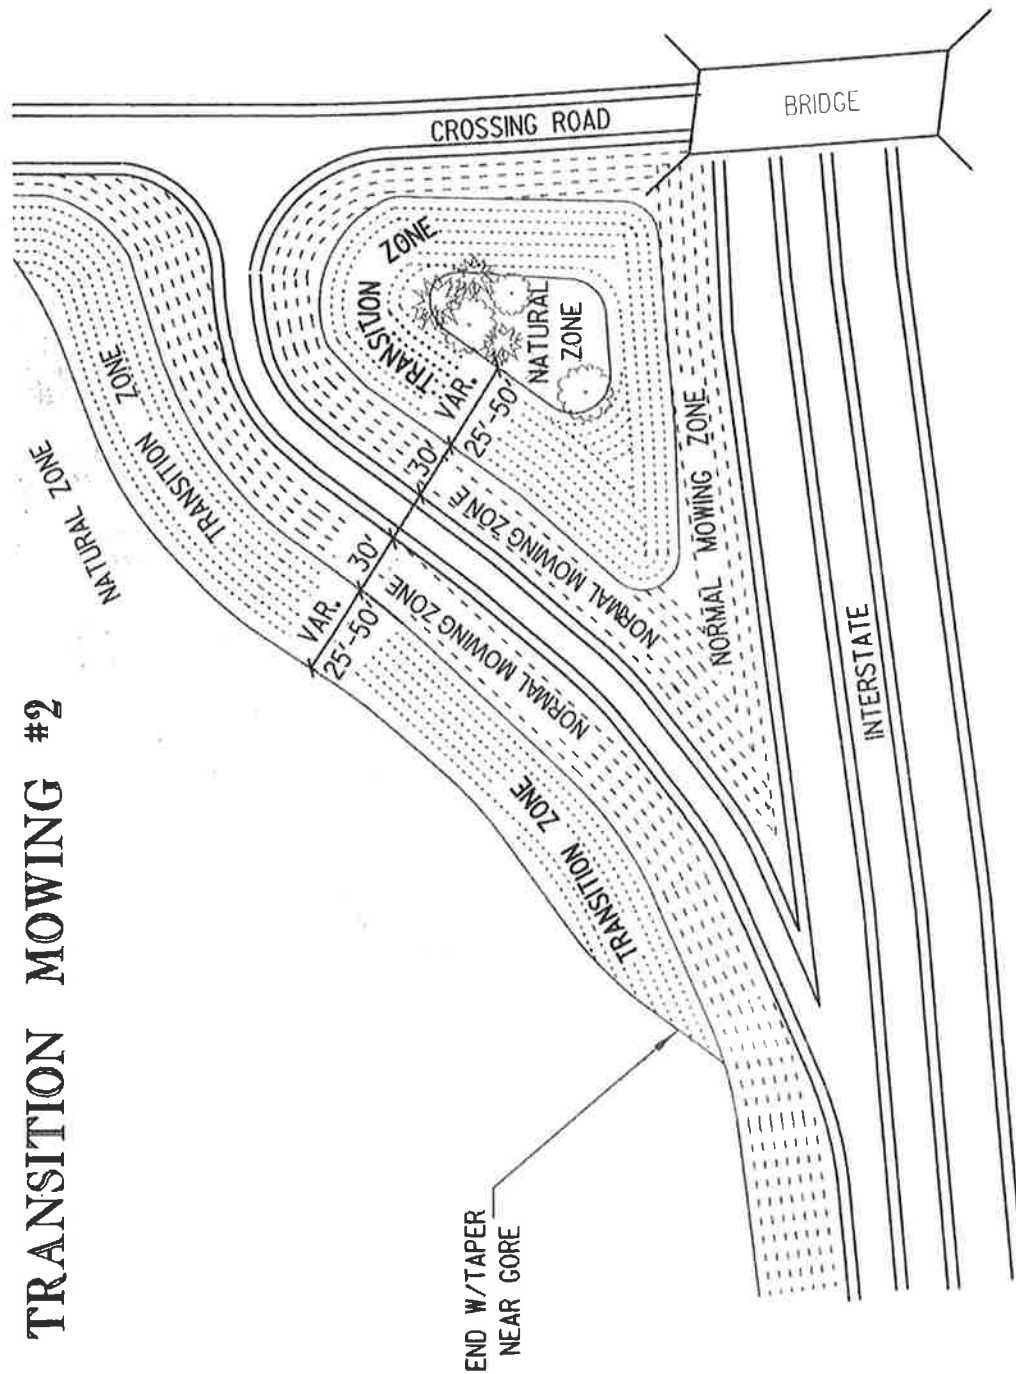 TRANSITION MOWING #2
NATURAL ZONE
TRANSITION ZONE
TRANSITION ZONE
NATURAL
ZONE
CROSSING ROAD
BRIDGE
VAR.
25'-50'
30'
30'
VAR.
25'-50'
NORMAL MOWING ZONE
NORMAL MOWING ZONE
NORMAL MOWING ZONE
TRANSITION ZONE
INTERSTATE
END W/TAPER
NEAR GORE